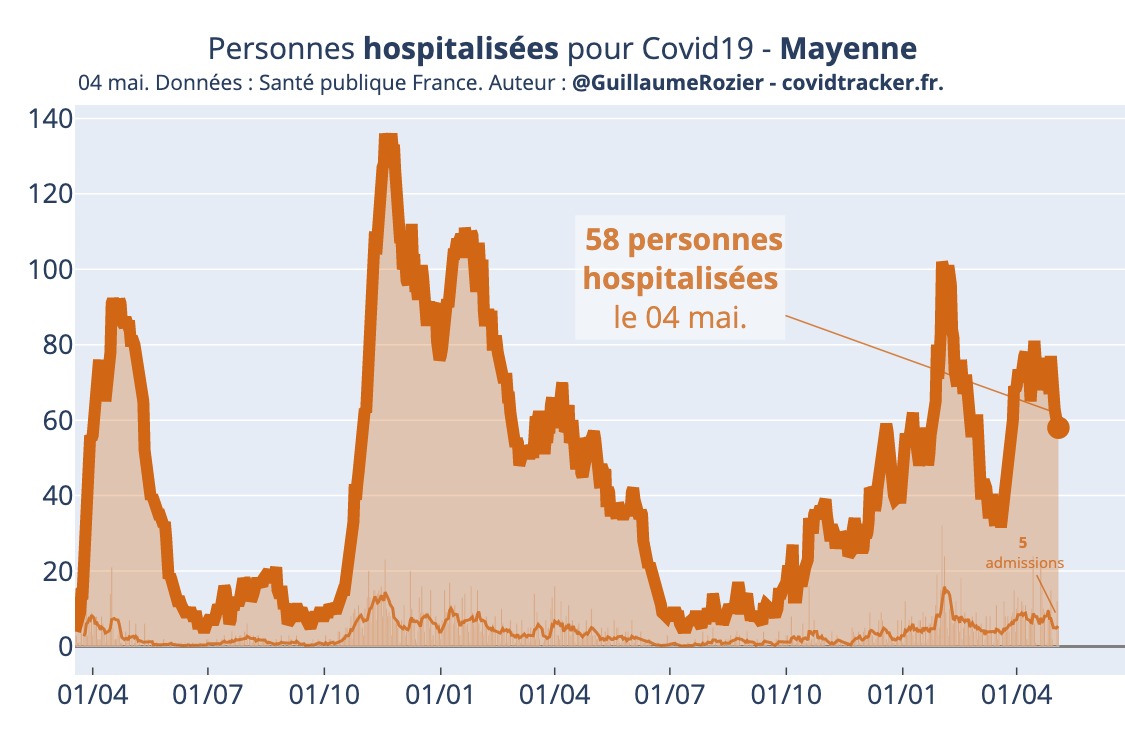 Personnes hospitalisées pour Covid19 - Mayenne
04 mai. Données : Santé publique France. Auteur : @GuillaumeRozier - covidtracker.fr.
140
120
100
80
60
40
20
0
58 personnes
hospitalisées
le 04 mai.
5
admissions
01/04 01/07 01/10 01/01 01/04 01/07 01/10 01/01 01/04